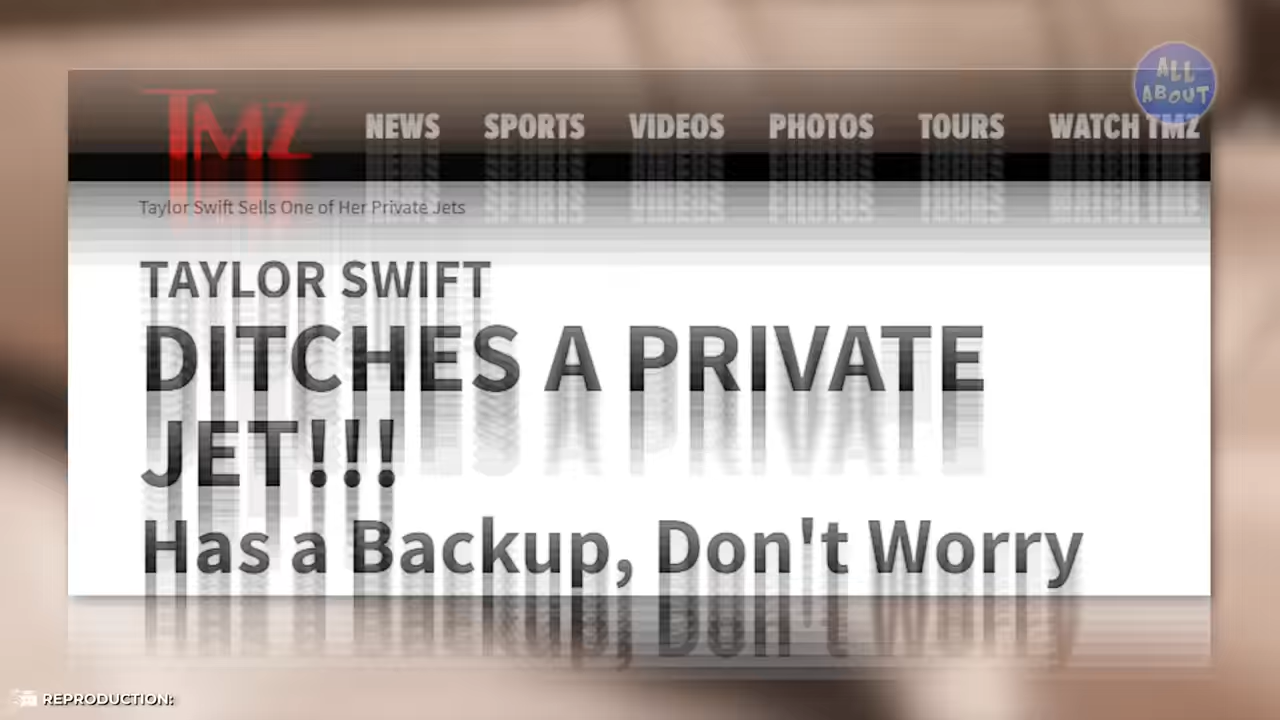 ALL
ABOUT
TMZ NEWS SPORTS VIDEOS PHOTOS TOURS WATCH TMZ
Taylor Swift Sells One of Her Private Jets
TAYLOR SWIFT
DITCHES A PRIVATE
JET!!!
Has a Backup, Don't Worry
REPRODUCTION: